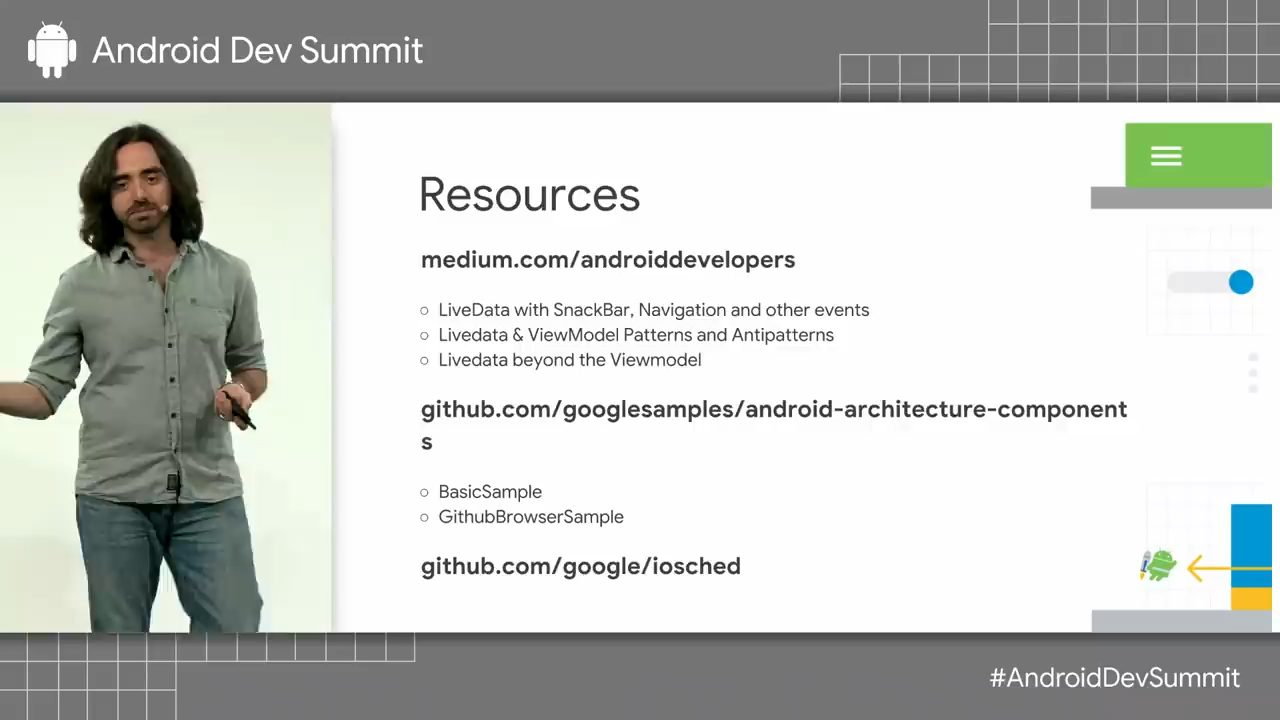 Android Dev Summit
Resources
medium.com/androiddevelopers
○ LiveData with SnackBar, Navigation and other events
○ Livedata & ViewModel Patterns and Antipatterns
○ Livedata beyond the Viewmodel
github.com/googlesamples/android-architecture-component
s
○ BasicSample
○ GithubBrowserSample
github.com/google/iosched
#AndroidDevSummit